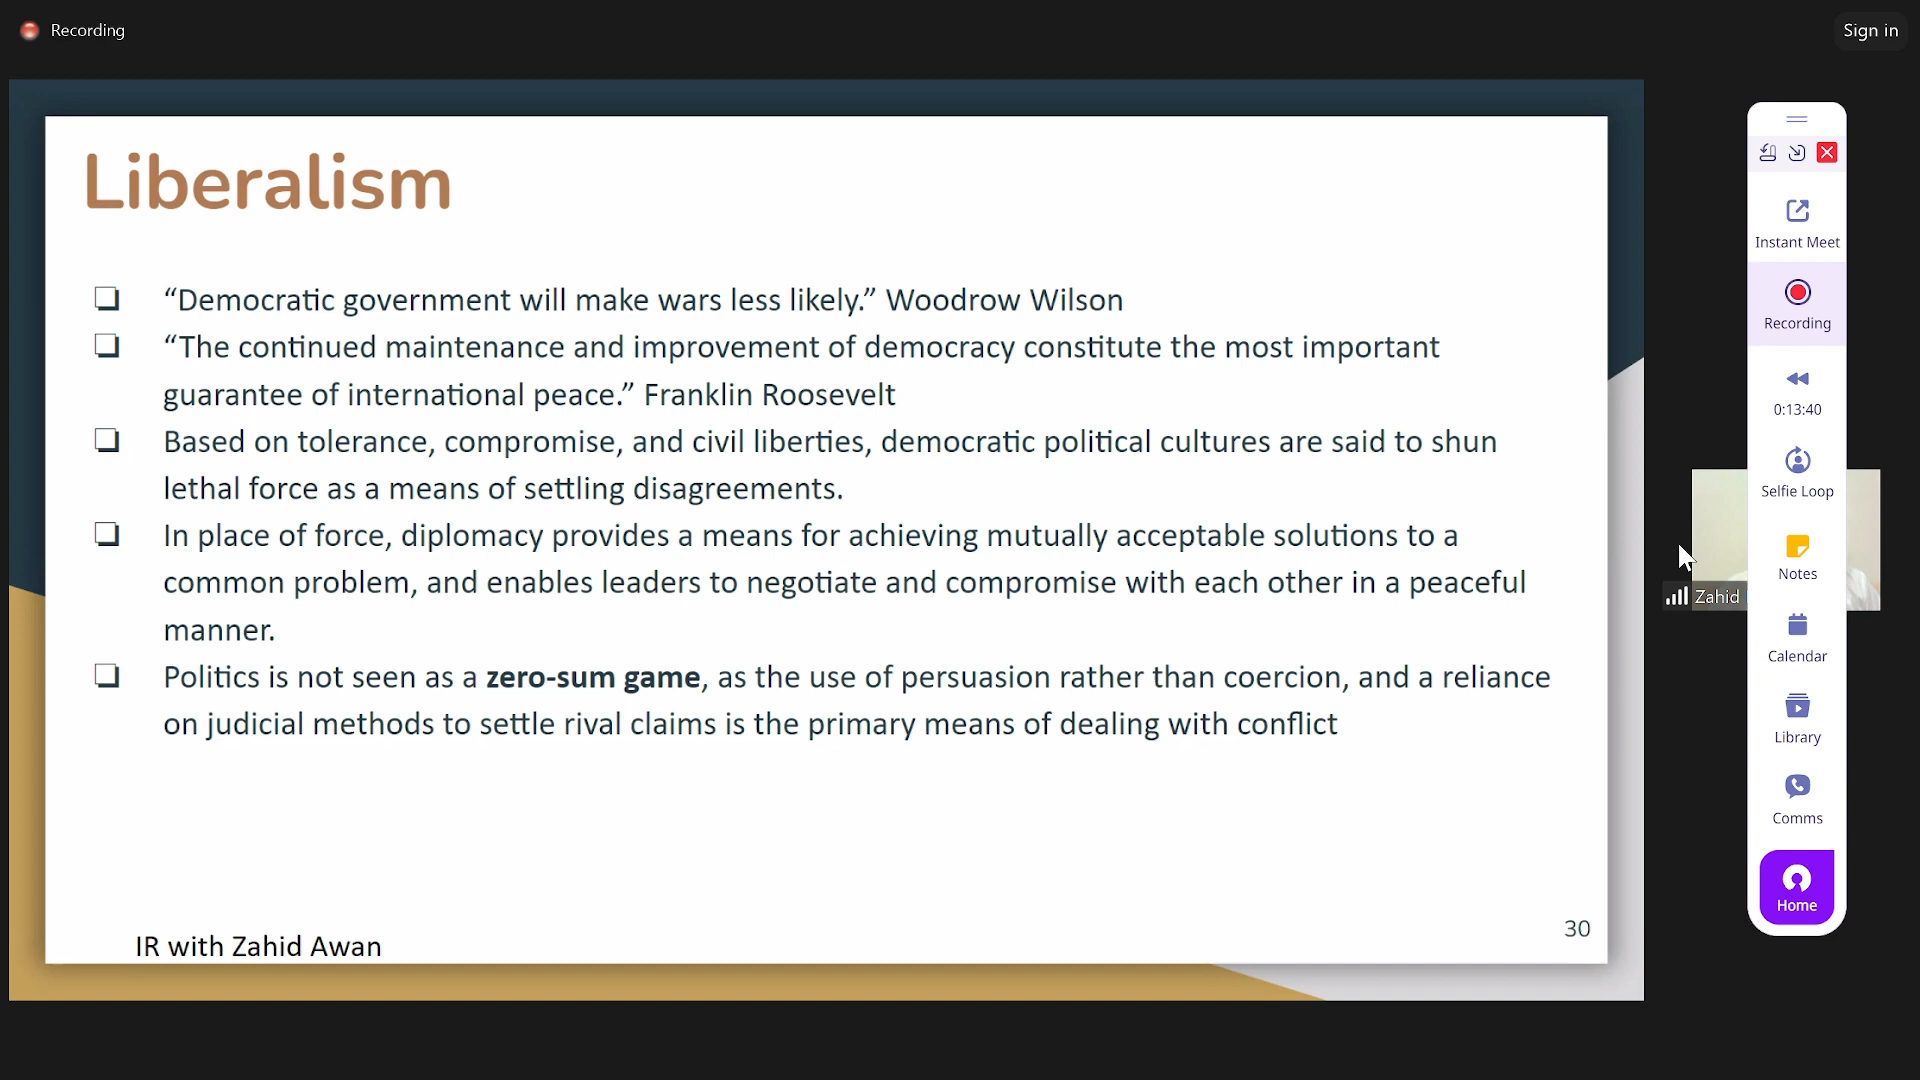 Recording
Sign in
Liberalism
❏ “Democratic government will make wars less likely.” Woodrow Wilson
❏ “The continued maintenance and improvement of democracy constitute the most important
guarantee of international peace.” Franklin Roosevelt
❏ Based on tolerance, compromise, and civil liberties, democratic political cultures are said to shun
lethal force as a means of settling disagreements.
❏ In place of force, diplomacy provides a means for achieving mutually acceptable solutions to a
common problem, and enables leaders to negotiate and compromise with each other in a peaceful
manner.
❏ Politics is not seen as a zero-sum game, as the use of persuasion rather than coercion, and a reliance
on judicial methods to settle rival claims is the primary means of dealing with conflict
30
IR with Zahid Awan
Zahid
Instant Meet
Recording
0:13:40
Selfie Loop
Notes
Calendar
Library
Comms
Home